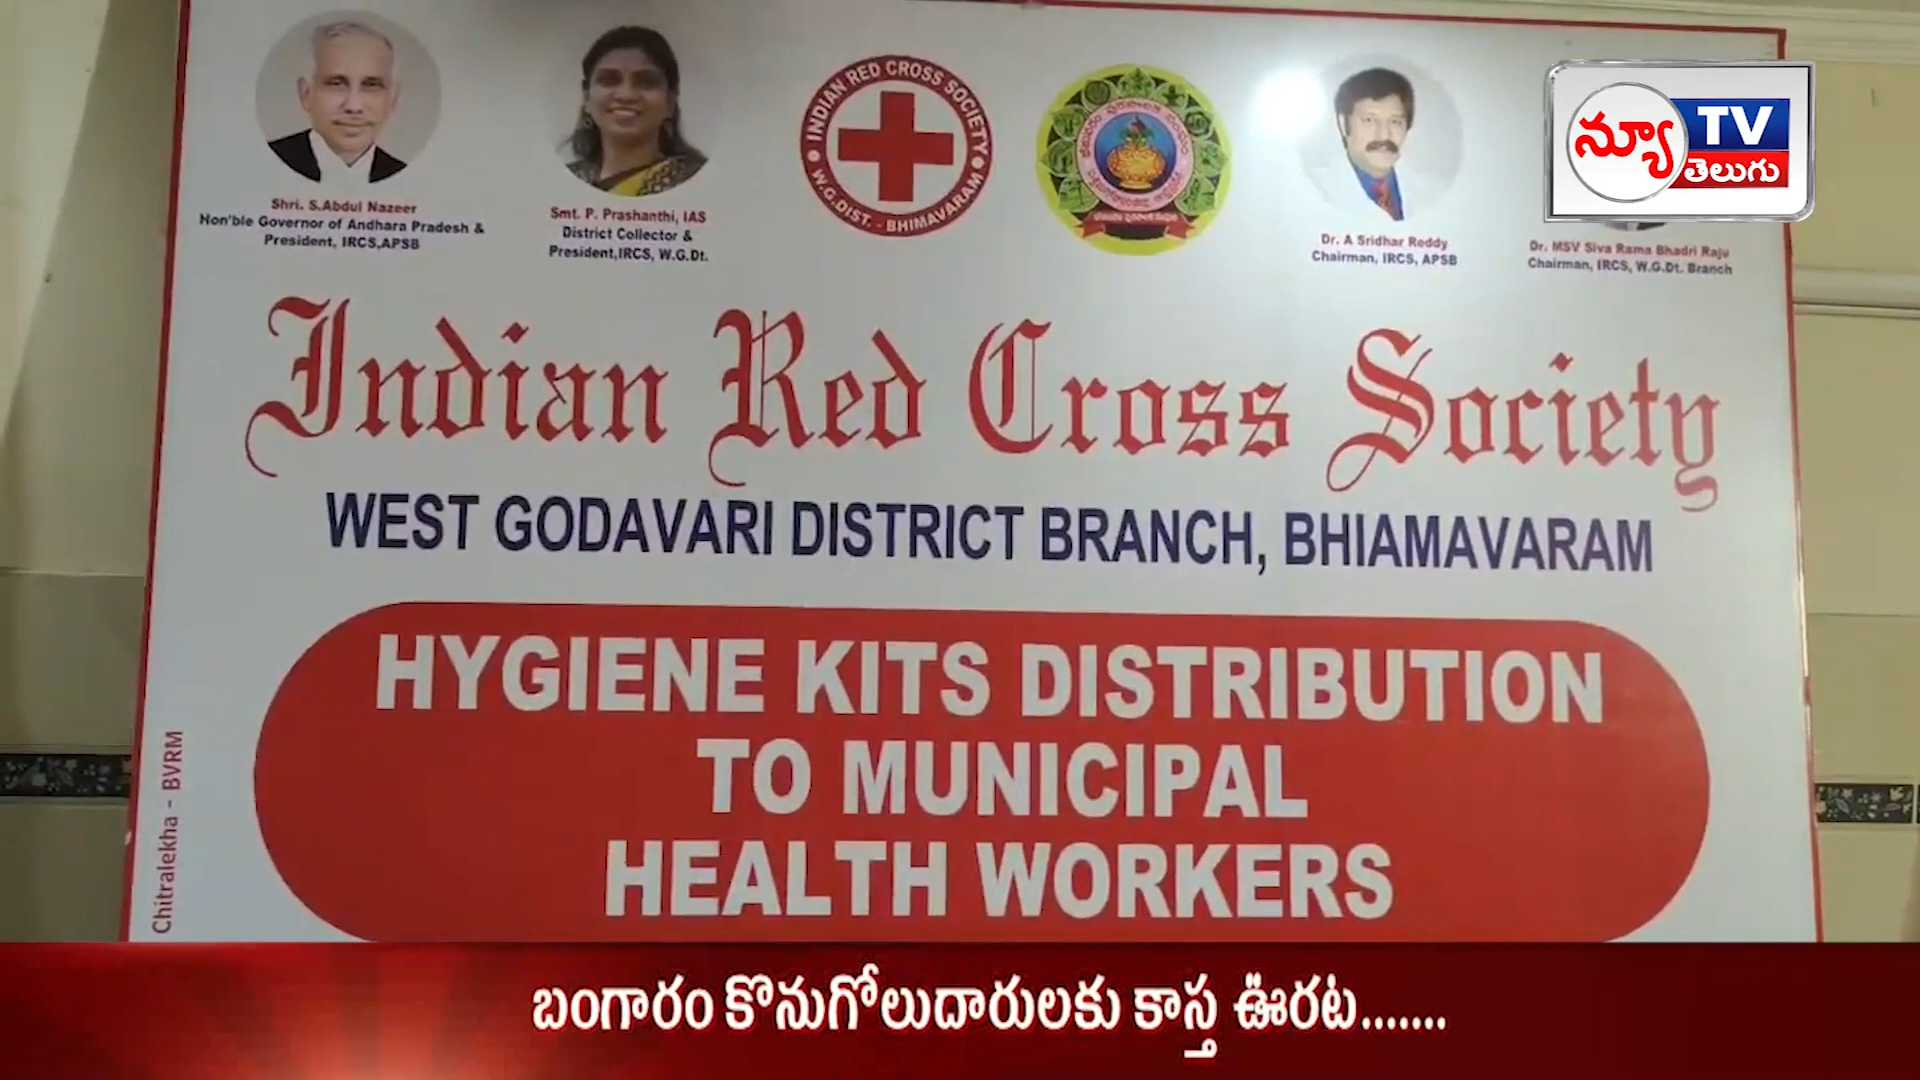 Shri. S.Abdul Nazeer
Hon'ble Governor of Andhara Pradesh &
President, IRCS,APSB
Smt. P. Prashanthi, IAS
District Collector &
President,IRCS, W.G.Dt.
INDIAN RED CROSS SOCIETY
W.G.DIST. - BHIMAVARAM
Dr. A Sridhar Reddy
Chairman, IRCS, APSB
న్యూ
TV
తెలుగు
Dr. MSV Siva Rama Bhadri Raju
Chairman, IRCS, W.G.Dt. Branch
Indian Red Cross Society
WEST GODAVARI DISTRICT BRANCH, BHIAMAVARAM
HYGIENE KITS DISTRIBUTION
TO MUNICIPAL
HEALTH WORKERS
Chitralekha - BVRM
బంగారం కొనుగోలుదారులకు కాస్త ఊరట.......